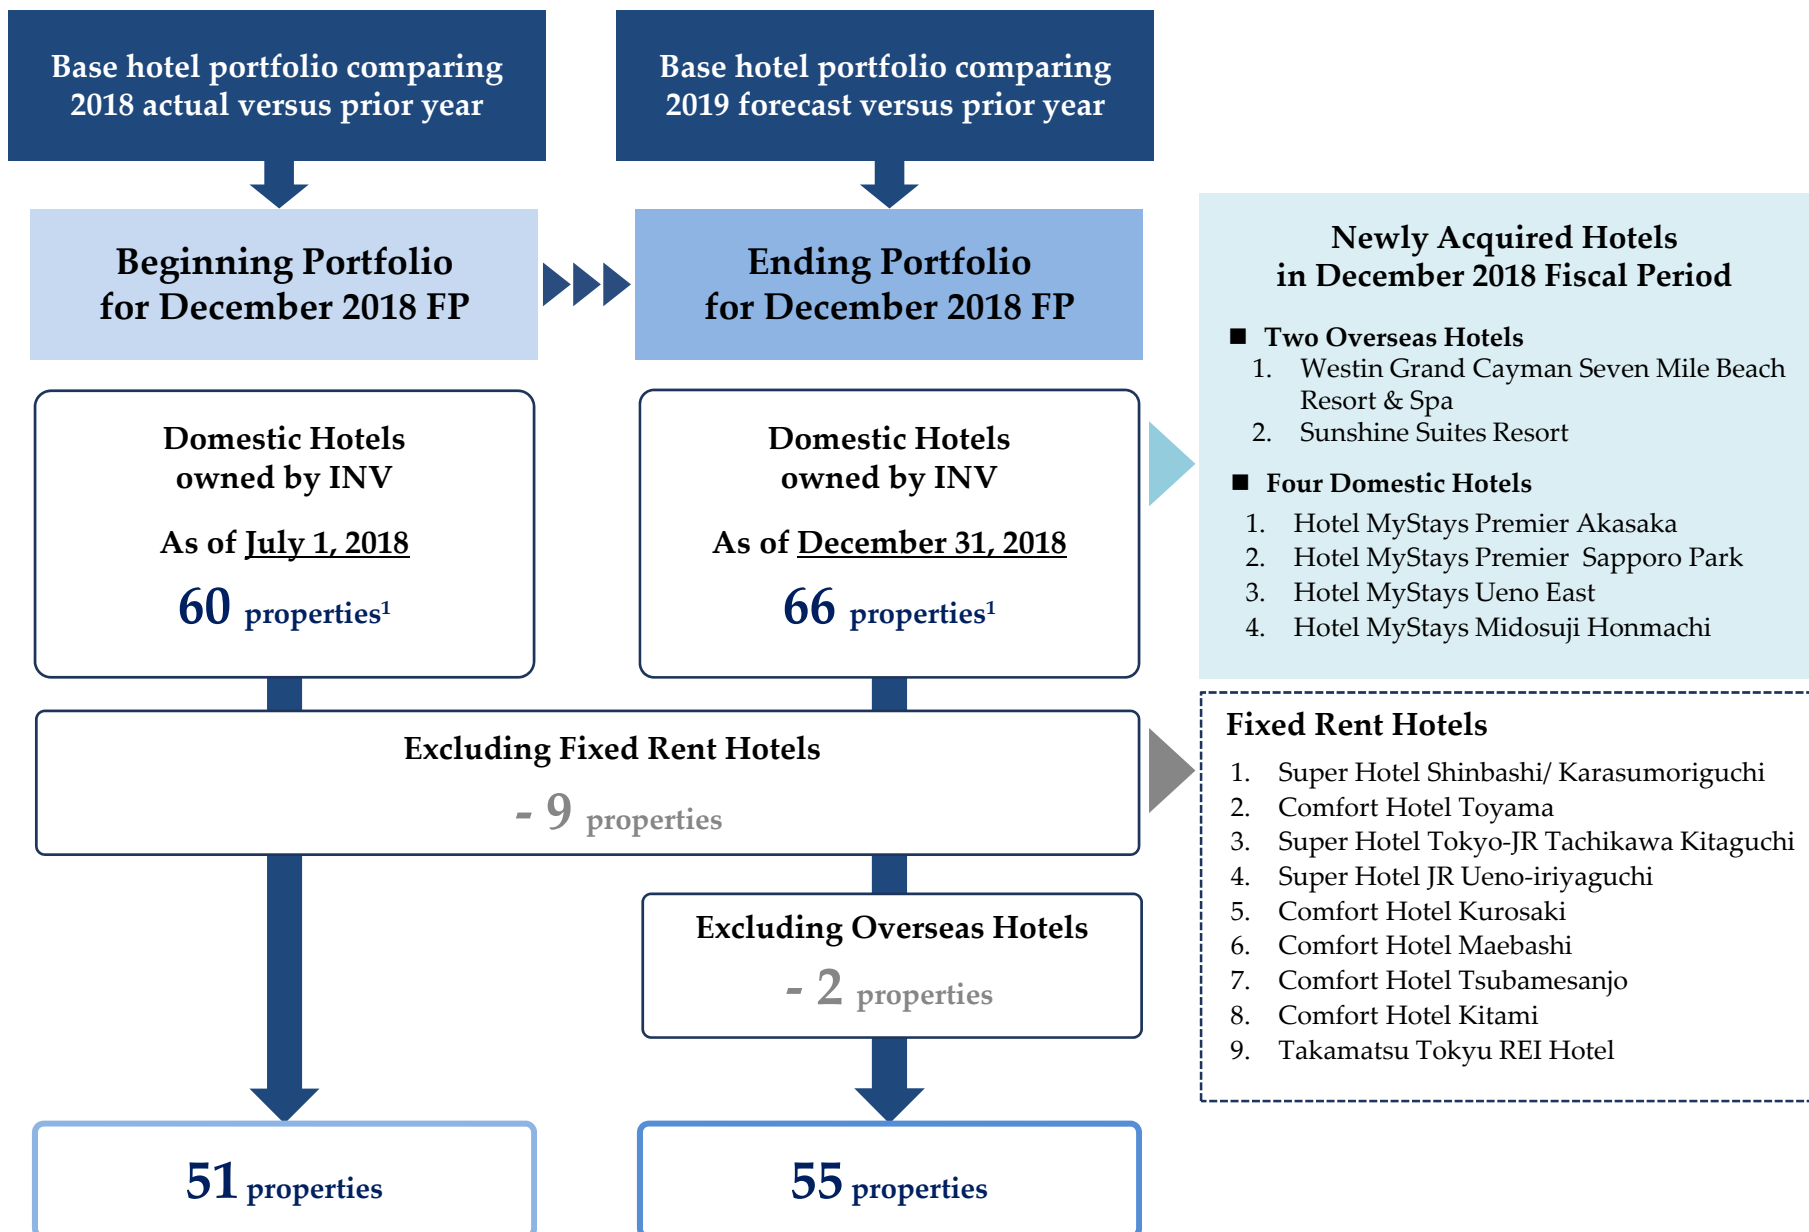 Base hotel portfolio comparing
2018 actual versus prior year
Base hotel portfolio comparing
2019 forecast versus prior year
Beginning Portfolio
for December 2018 FP
Ending Portfolio
for December 2018 FP
Domestic Hotels
owned by INV
As of July 1, 2018
60 properties¹
Domestic Hotels
owned by INV
As of December 31, 2018
66 properties¹
Newly Acquired Hotels
in December 2018 Fiscal Period
■ Two Overseas Hotels
1. Westin Grand Cayman Seven Mile Beach
Resort & Spa
2. Sunshine Suites Resort
■ Four Domestic Hotels
1. Hotel MyStays Premier Akasaka
2. Hotel MyStays Premier Sapporo Park
3. Hotel MyStays Ueno East
4. Hotel MyStays Midosuji Honmachi
Excluding Fixed Rent Hotels
- 9 properties
Fixed Rent Hotels
1. Super Hotel Shinbashi/ Karasumoriguchi
2. Comfort Hotel Toyama
3. Super Hotel Tokyo-JR Tachikawa Kitaguchi
4. Super Hotel JR Ueno-iriyaguchi
5. Comfort Hotel Kurosaki
6. Comfort Hotel Maebashi
7. Comfort Hotel Tsubamesanjo
8. Comfort Hotel Kitami
9. Takamatsu Tokyu REI Hotel
Excluding Overseas Hotels
- 2 properties
51 properties
55 properties